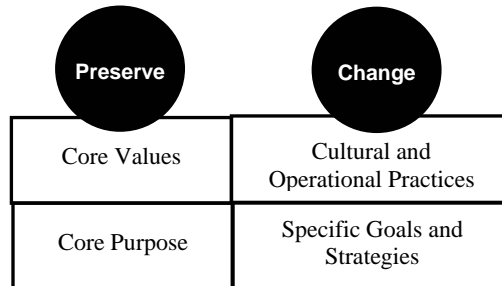 Preserve
Change
Core Values
Cultural and
Operational Practices
Core Purpose
Specific Goals and
Strategies